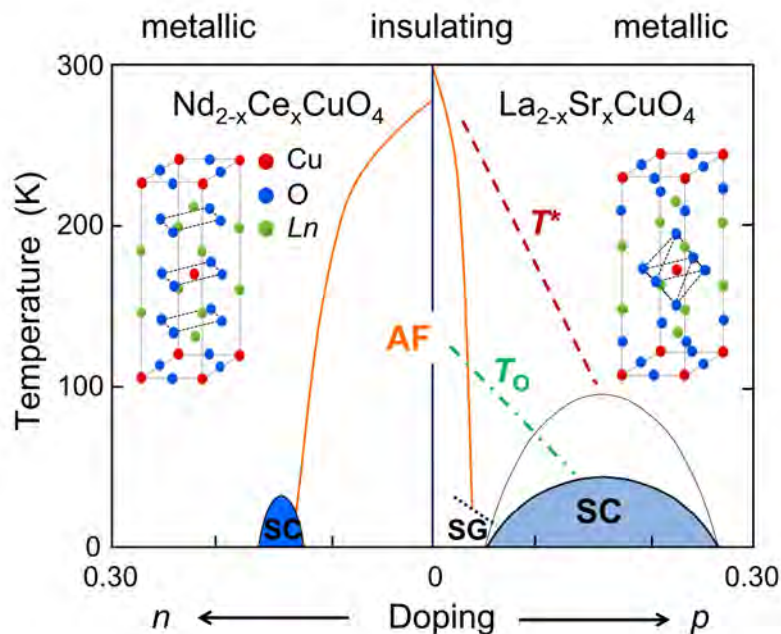 metallic insulating metallic
300
Nd2-xCexCuO4 La2-xSrxCuO4
Cu
O
Ln
T*
200
Temperature (K)
AF
TO
100
SC SG SC
0
0.30 0 0.30
n Doping p